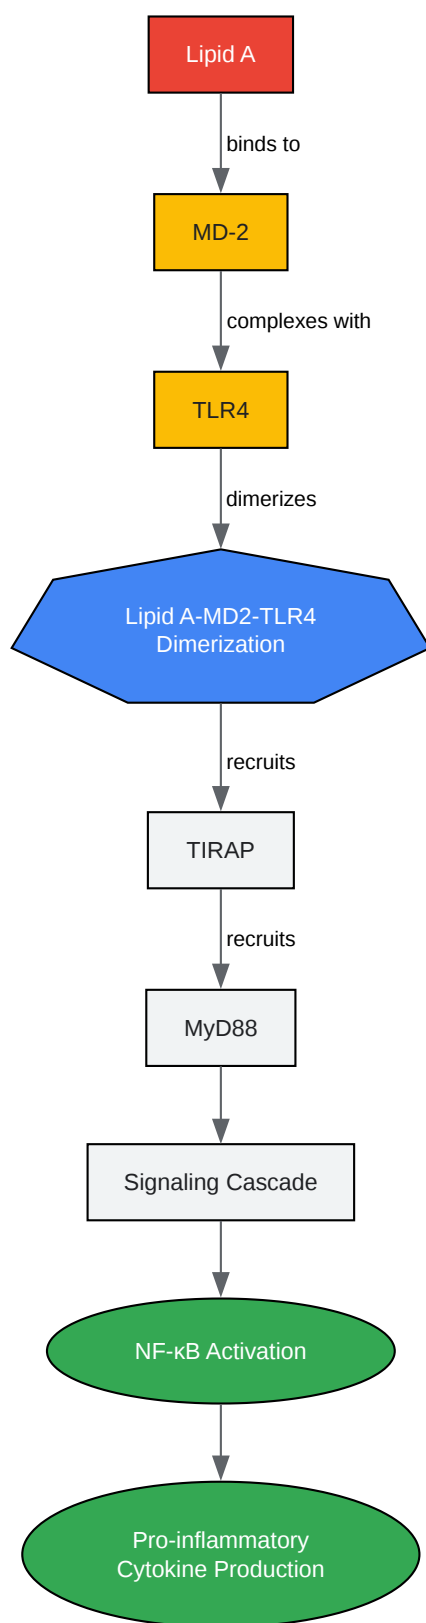 Lipid A
binds to
MD-2
complexes with
TLR4
dimerizes
Lipid A-MD2-TLR4
Dimerization
recruits
TIRAP
recruits
MyD88
Signaling Cascade
NF-κB Activation
Pro-inflammatory
Cytokine Production